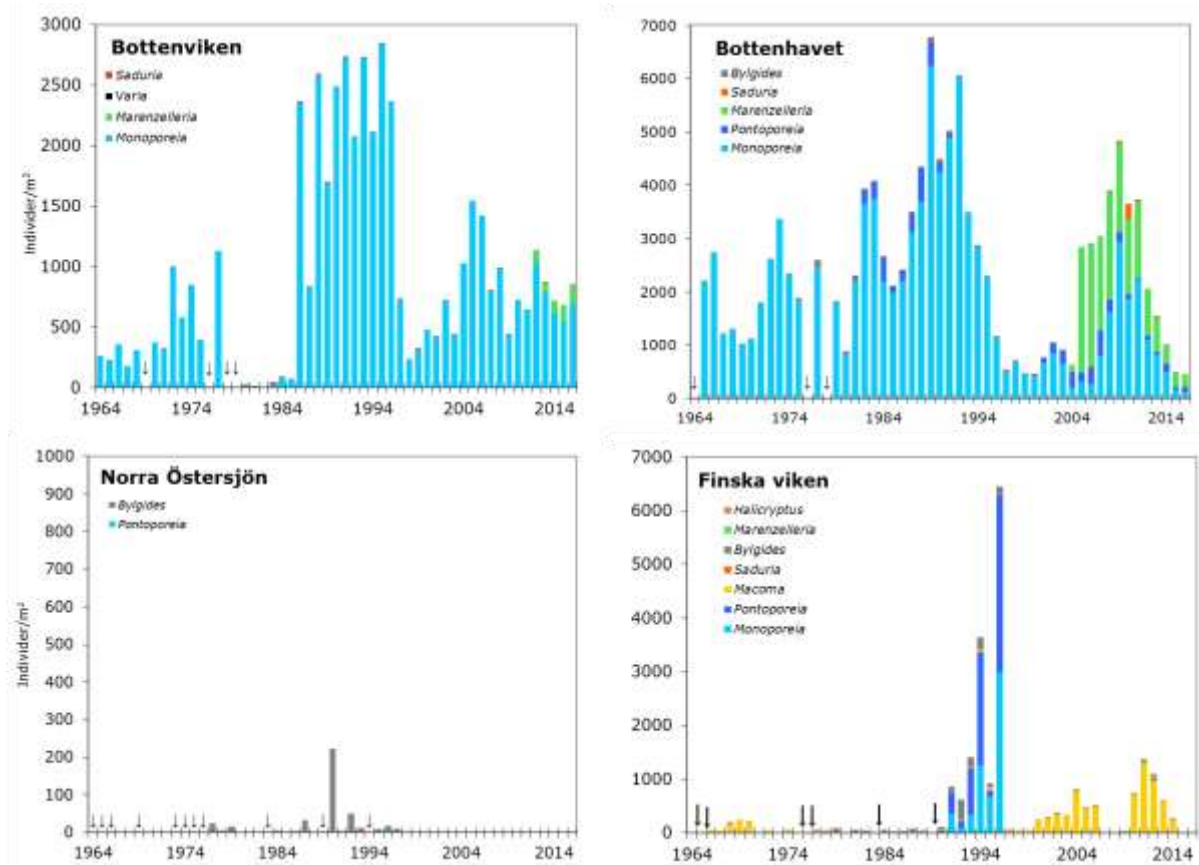 Bottenviken
Saduria
Varia
Marenzelleria
Monoporeia
Individer/m²
3000
2500
2000
1500
1000
500
0
1964 1974 1984 1994 2004 2014
Bottenhavet
Bylgides
Saduria
Marenzelleria
Pontoporeia
Monoporeia
7000
6000
5000
4000
3000
2000
1000
0
1964 1974 1984 1994 2004 2014
Norra Östersjön
Bylgides
Pontoporeia
Individer/m²
1000
900
800
700
600
500
400
300
200
100
0
1964 1974 1984 1994 2004 2014
Finska viken
Halicryptus
Marenzelleria
Bylgides
Saduria
Macoma
Pontoporeia
Monoporeia
7000
6000
5000
4000
3000
2000
1000
0
1964 1974 1984 1994 2004 2014